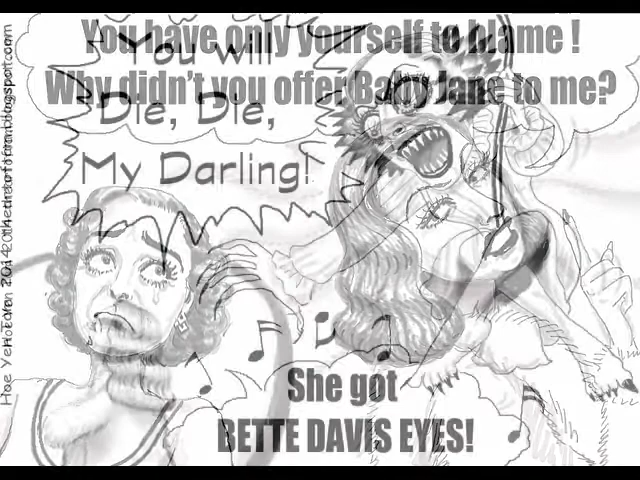 You have only yourself to blame !
Why didn't you offer Baby Jane to me?
You will
Die, Die,
My Darling!
She got
BETTE DAVIS EYES!